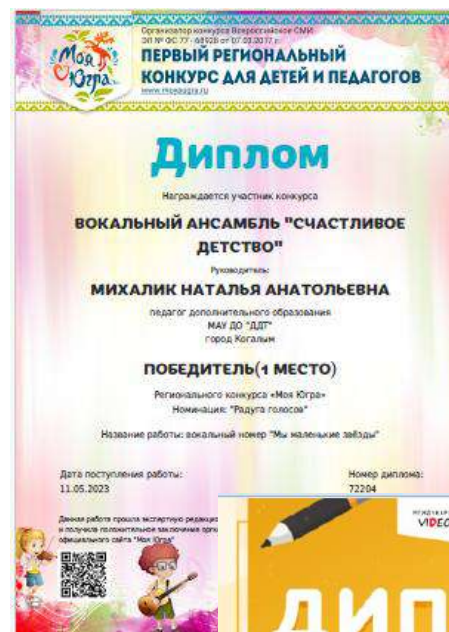 Организатор конкурса Всероссийское СМИ
ЭЛ № ФС 77 - 68928 от 07.03.2017 г.
Моя Югра
ПЕРВЫЙ РЕГИОНАЛЬНЫЙ
КОНКУРС ДЛЯ ДЕТЕЙ И ПЕДАГОГОВ
Диплом
Награждается участник конкурса
ВОКАЛЬНЫЙ АНСАМБЛЬ "СЧАСТЛИВОЕ
ДЕТСТВО"
Руководитель:
МИХАЛИК НАТАЛЬЯ АНАТОЛЬЕВНА
педагог дополнительного образования
МАУ ДО "ДДТ"
город Когалым
ПОБЕДИТЕЛЬ(1 МЕСТО)
Регионального конкурса «Моя Югра»
Номинация: "Радуга голосов"
Название работы: вокальный номер "Мы маленькие звёзды"
Дата поступления работы:
11.05.2023
Номер диплома:
72204
Данная работа прошла экспертную редакцию
и получила положительное заключение
официального сайта "Моя Югра"
VIDEO
ДИП